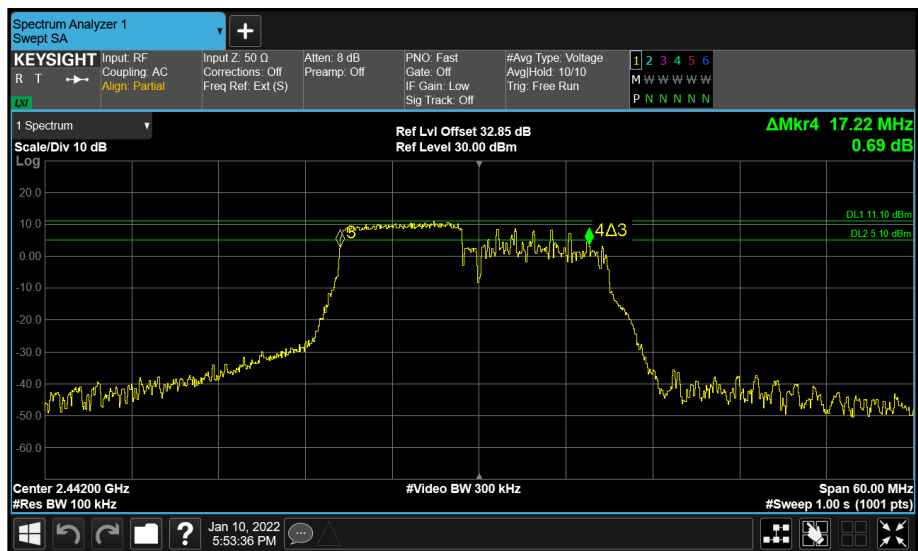 Spectrum Analyzer 1
Swept SA
KEYSIGHT
R T
LXI
Input: RF
Coupling: AC
Align: Partial
Input Z: 50 Ω
Corrections: Off
Freq Ref: Ext (S)
Atten: 8 dB
Preamp: Off
PNO: Fast
Gate: Off
IF Gain: Low
Sig Track: Off
#Avg Type: Voltage
Avg|Hold: 10/10
Trig: Free Run
1 2 3 4 5 6
M W W W W W
P N N N N N
1 Spectrum
Scale/Div 10 dB
Ref Lvl Offset 32.85 dB
Ref Level 30.00 dBm
ΔMkr4 17.22 MHz
0.69 dB
Log
20.0
10.0
0.00
-10.0
-20.0
-30.0
-40.0
-50.0
-60.0
DL1 11.10 dBm
DL2 5.10 dBm
4Δ3
Center 2.44200 GHz
#Res BW 100 kHz
#Video BW 300 kHz
Span 60.00 MHz
#Sweep 1.00 s (1001 pts)
?
Jan 10, 2022
5:53:36 PM